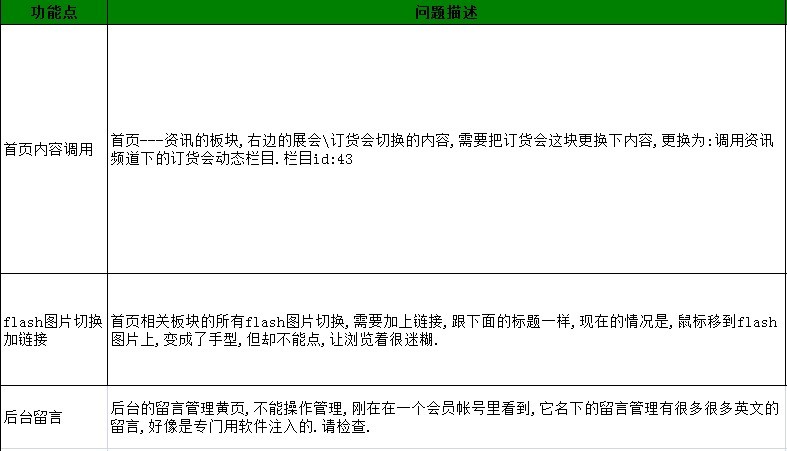 功能点 问题描述
首页内容调用
首页---资讯的板块,右边的展会\订货会切换的内容,需要把订货会这块更换下内容,更换为:调用资讯
频道下的订货会动态栏目.栏目id:43
flash图片切换
加链接
首页相关板块的所有flash图片切换,需要加上链接,跟下面的标题一样,现在的情况是,鼠标移到flash
图片上,变成了手型,但却不能点,让浏览着很迷糊.
后台留言
后台的留言管理黄页,不能操作管理,刚在在一个会员帐号里看到,它名下的留言管理有很多很多英文的
留言,好像是专门用软件注入的.请检查.